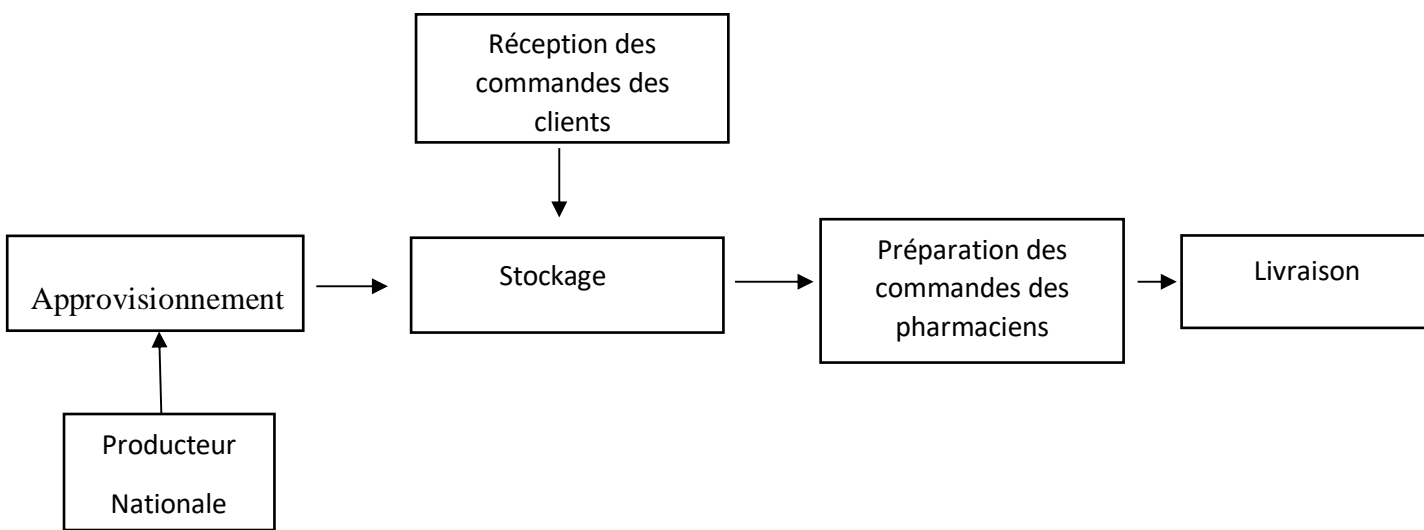 Réception des
commandes des
clients
Approvisionnement
Stockage
Préparation des
commandes des
pharmaciens
Livraison
Producteur
Nationale